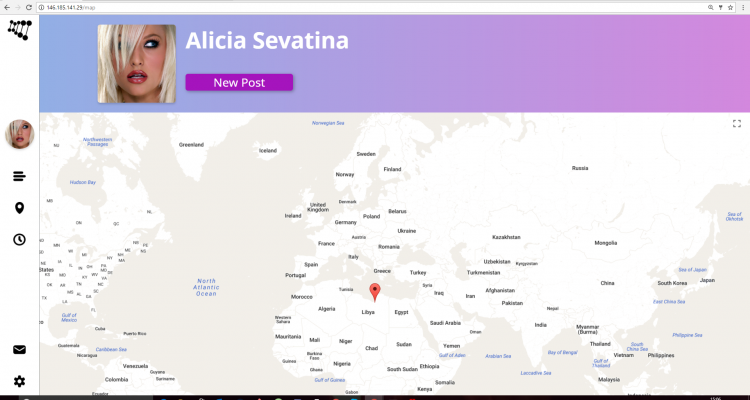 146.185.141.29/map
Alicia Sevatina
New Post
Norwegian Sea
Northwestern
Passages
Greenland
Iceland
Sweden
Finland
Norway
Russia
Hudson Bay
United
Kingdom
Denmark
Ireland
Belarus
Poland
Germany
Ukraine
Sea of
Okhotsk
Austria
France
Romania
Kazakhstan
Mongolia
Italy
Spain
Portugal
Greece
Turkey
Uzbekistan
Kyrgyzstan
Turkmenistan
Sea of Japan
States
North
Atlantic
Ocean
Tunisia
Syria
Iraq
Iran
Afghanistan
Pakistan
China
South Korea
Japan
Morocco
Algeria
Libya
Egypt
Nepal
East China Sea
Gulf of
Mexico
Western
Sahara
Saudi Arabia
Oman
India
Myanmar
(Burma)
Cuba
Puerto Rico
Mauritania
Mali
Niger
Chad
Sudan
Yemen
Philippine Sea
Guatemala
Caribbean Sea
Nicaragua
Burkina
Faso
Guinea
Nigeria
Gulf of Aden
Arabian Sea
Bay of Bengal
Thailand
South
China Sea
Vietnam
Philippines
Gulf of
Thailand
Venezuela
Guyana
Suriname
Colombia
Ghana
South Sudan
Ethiopia
Somalia
Laccadive Sea
Gulf of Guinea
Gabon
Kenya
Malaysia